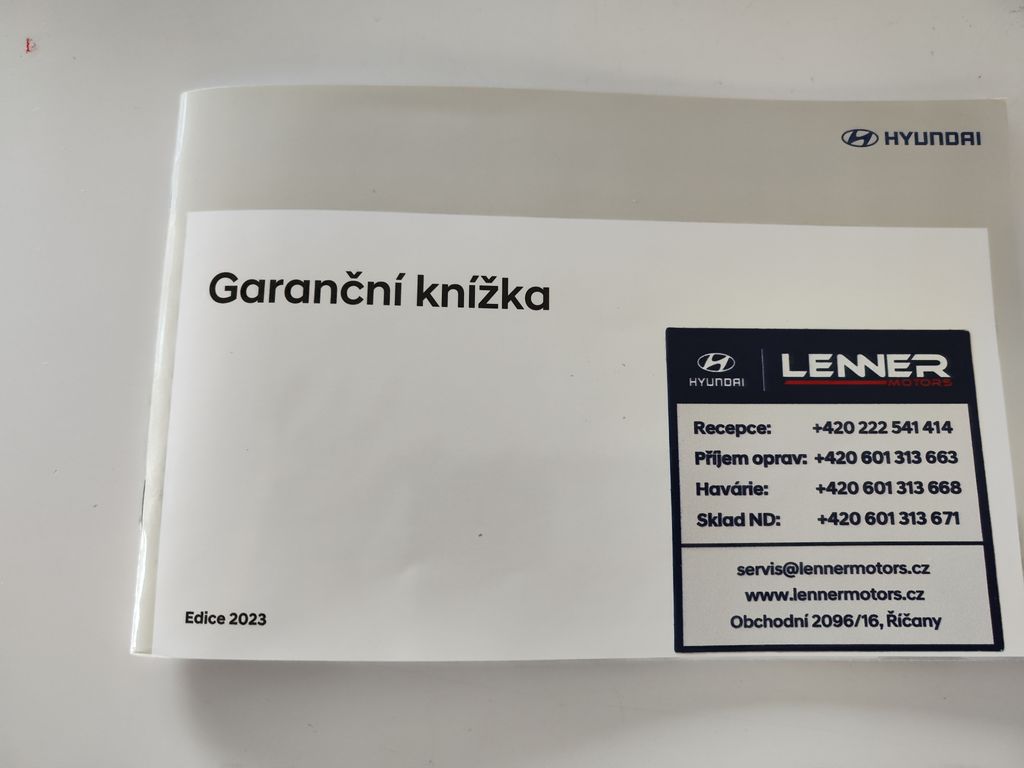 HYUNDAI
Garanční knížka
HYUNDAI
LENNER
MOTORS
Recepce: +420 222 541 414
Příjem oprav: +420 601 313 663
Havárie: +420 601 313 668
Sklad ND: +420 601 313 671
servis@lennermotors.cz
www.lennermotors.cz
Obchodní 2096/16, Říčany
Edice 2023